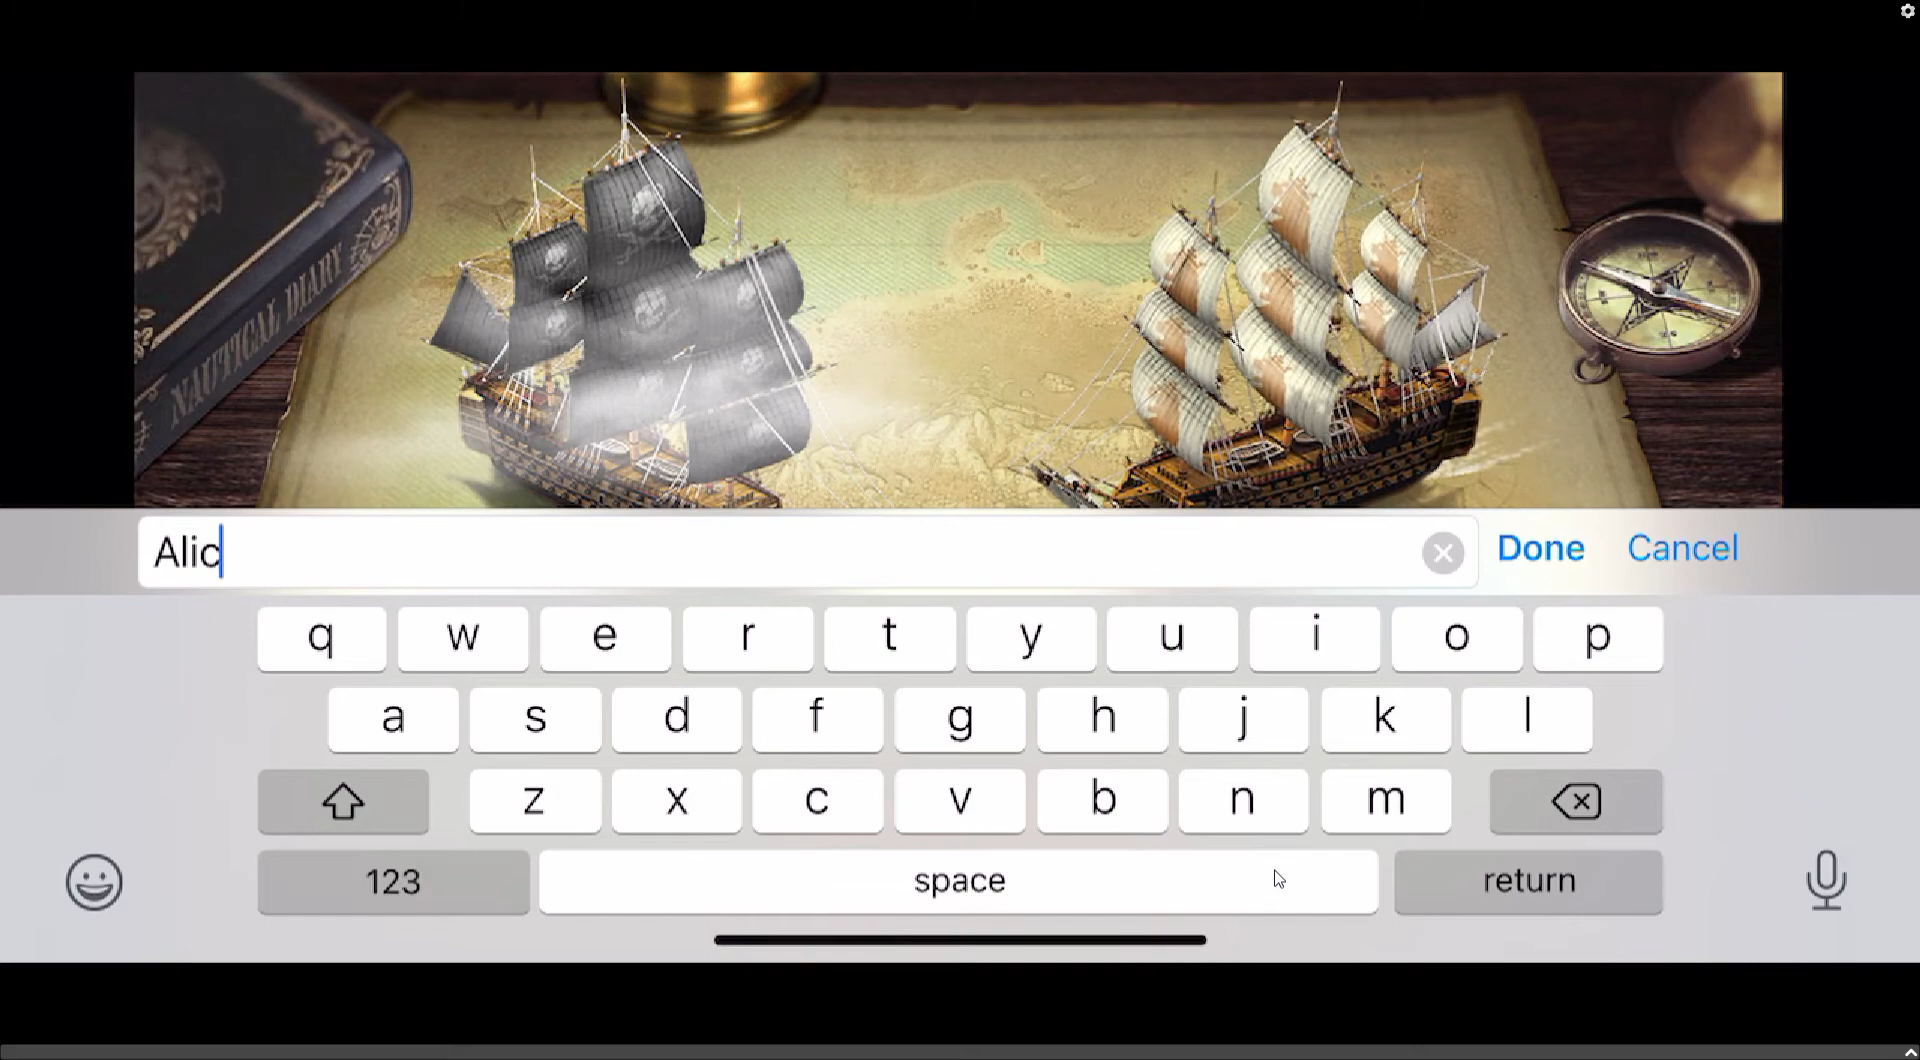 NAUTICAL DIARY
Alic
Done
Cancel
q w e r t y u i o p
a s d f g h j k l
z x c v b n m
123
space
return